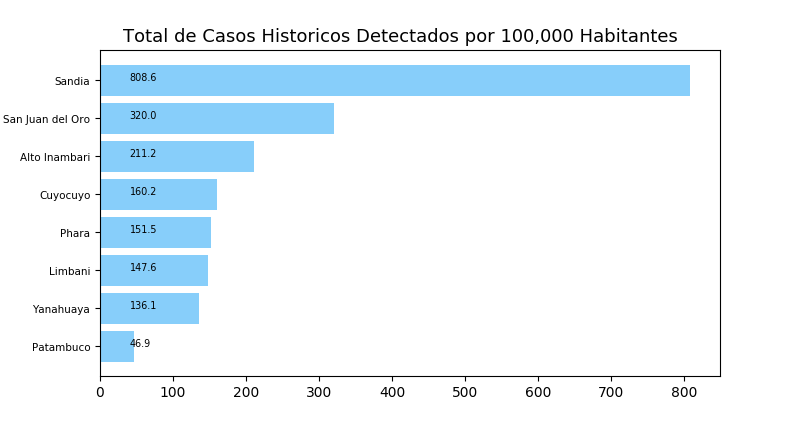 Total de Casos Historicos Detectados por 100,000 Habitantes
Sandia 808.6
San Juan del Oro 320.0
Alto Inambari 211.2
Cuyocuyo 160.2
Phara 151.5
Limbani 147.6
Yanahuaya 136.1
Patambuco 46.9
0 100 200 300 400 500 600 700 800